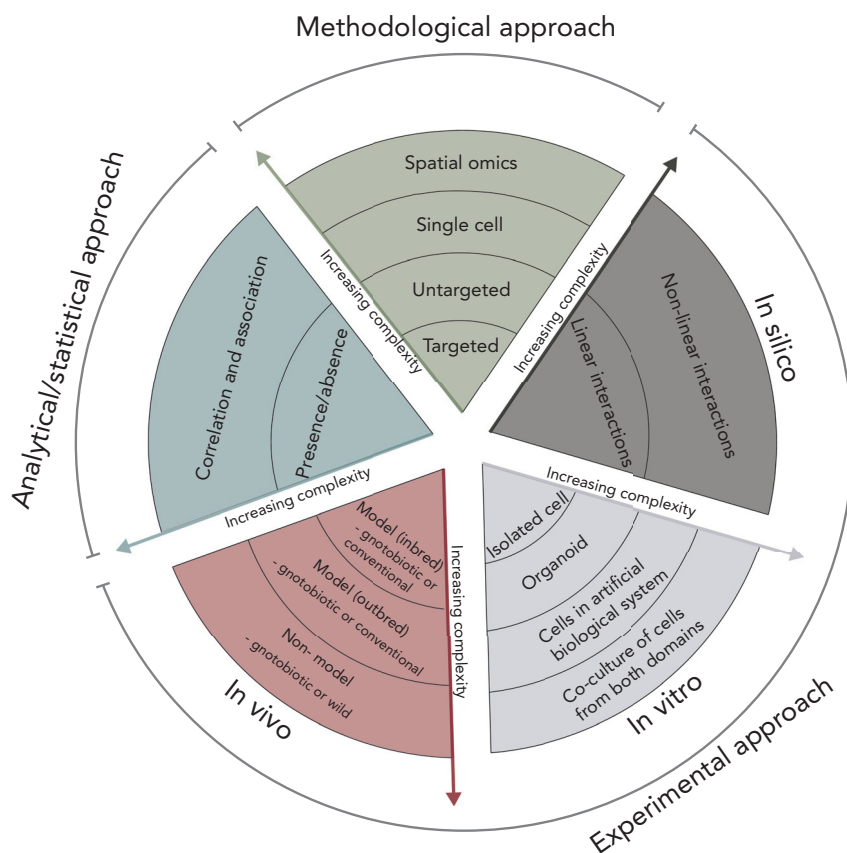 Methodological approach
Spatial omics
Single cell
Untargeted
Targeted
Increasing complexity
In silico
Non-linear interactions
Linear interactions
Increasing complexity
Experimental approach
In vitro
Isolated cell
Organoid
Cells in artificial
biological system
Co-culture of cells
from both domains
Increasing complexity
In vivo
Model (inbred)
- gnotobiotic or
conventional
Model (outbred)
- gnotobiotic or conventional
Non- model
- gnotobiotic or wild
Increasing complexity
Analytical/statistical approach
Correlation and association
Presence/absence
Increasing complexity